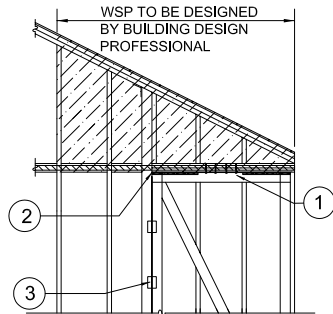 WSP TO BE DESIGNED
BY BUILDING DESIGN
PROFESSIONAL
1
2
3